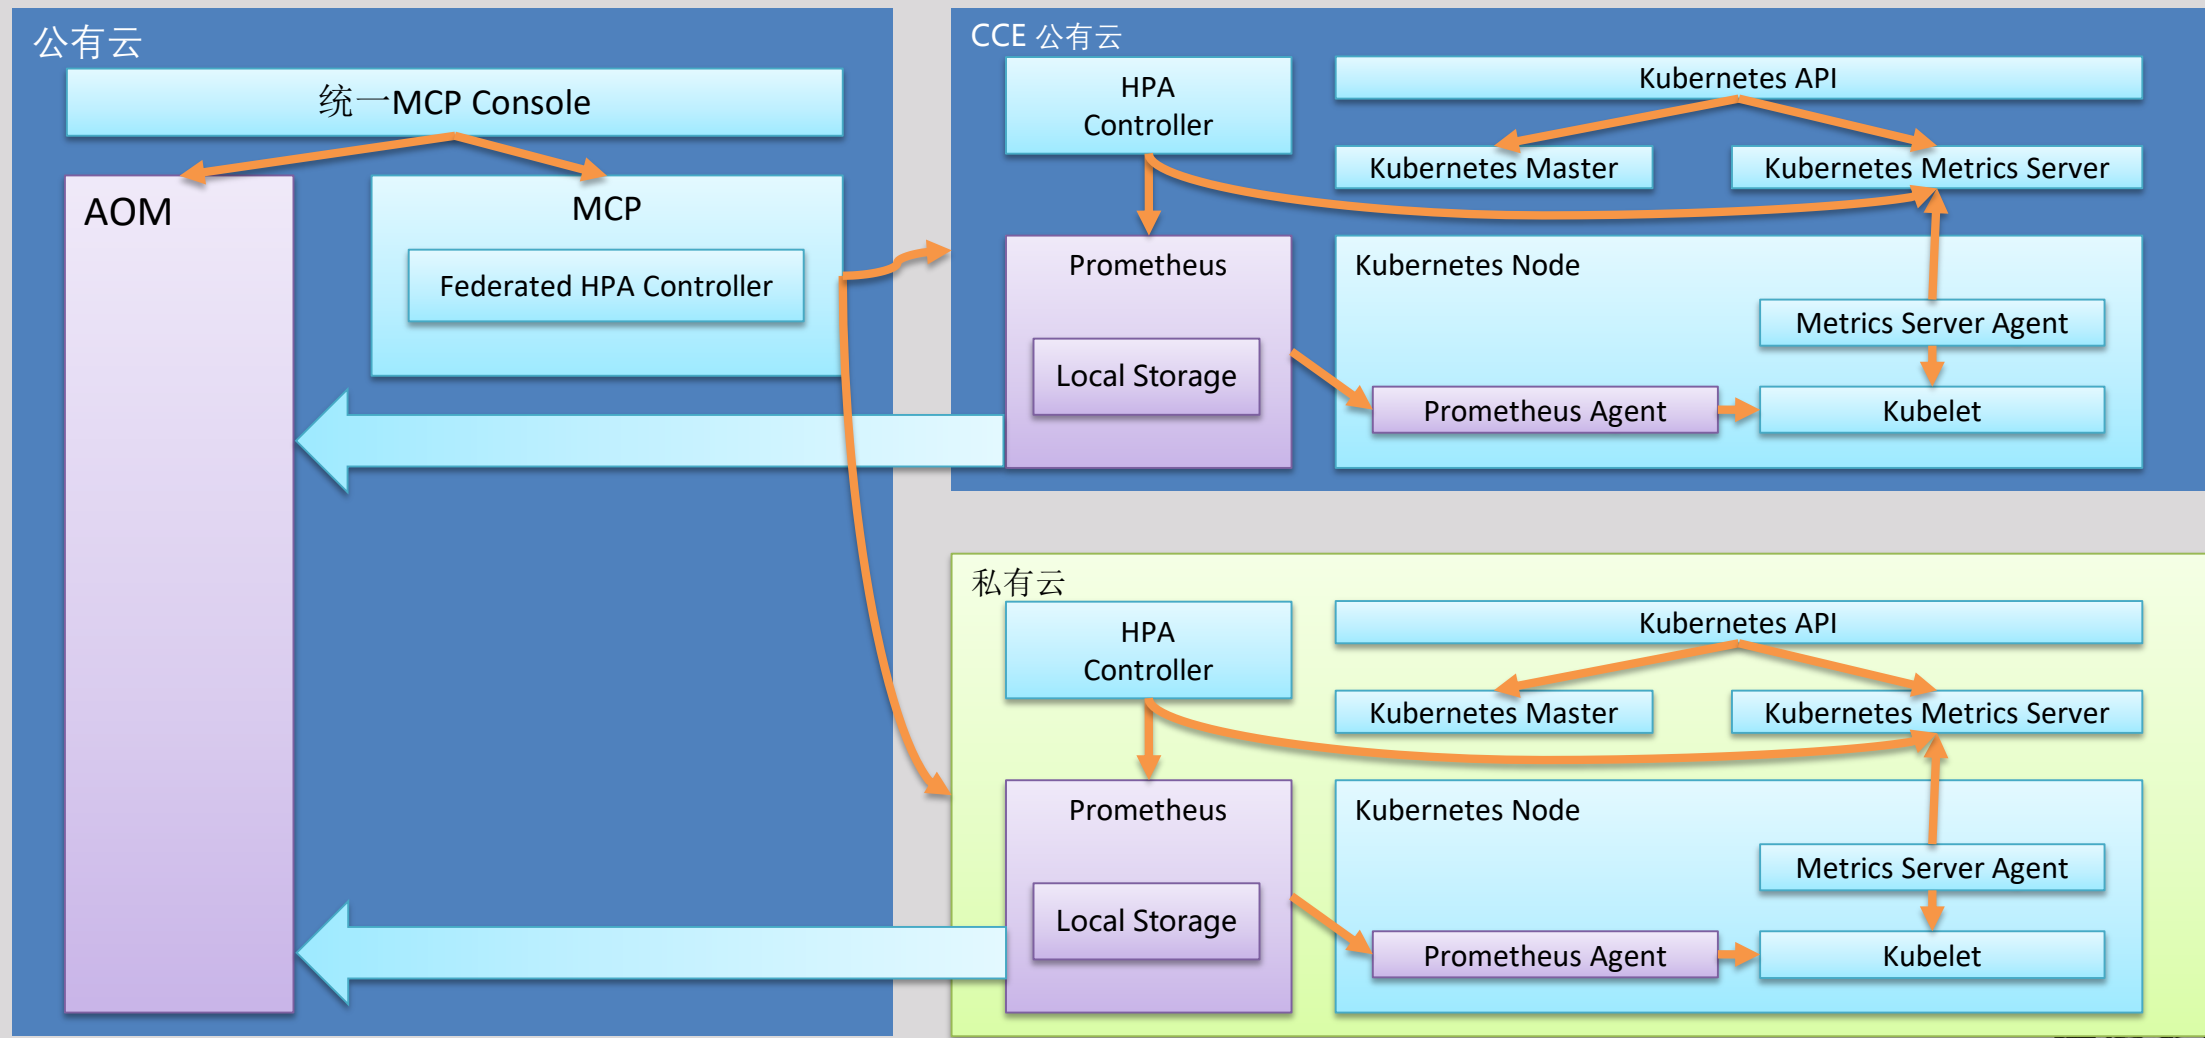 公有云
统一MCP Console
AOM
MCP
Federated HPA Controller
CCE 公有云
HPA
Controller
Kubernetes API
Kubernetes Master
Kubernetes Metrics Server
Prometheus
Local Storage
Kubernetes Node
Metrics Server Agent
Prometheus Agent
Kubelet
私有云
HPA
Controller
Kubernetes API
Kubernetes Master
Kubernetes Metrics Server
Prometheus
Local Storage
Kubernetes Node
Metrics Server Agent
Prometheus Agent
Kubelet